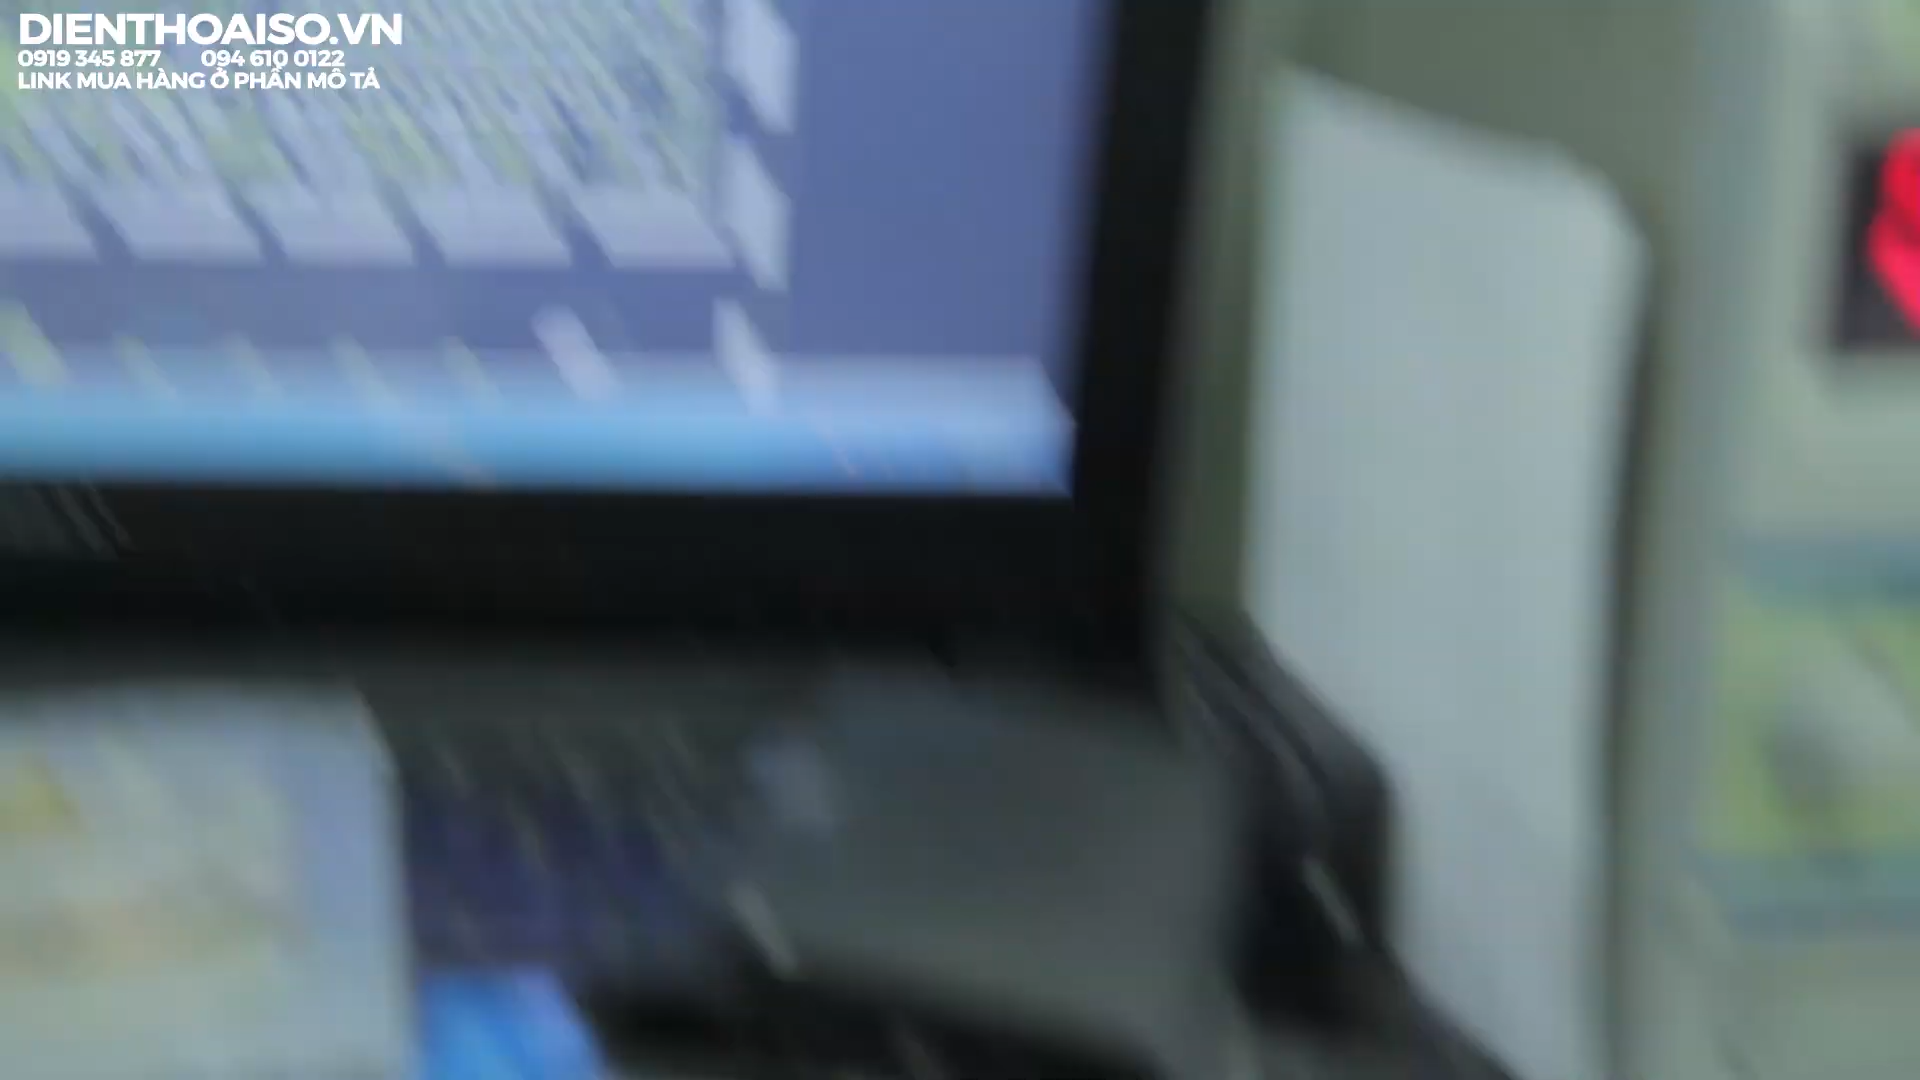 DIENTHOAISO.VN
0919 345 877 094 610 0122
LINK MUA HÀNG Ở PHẦN MÔ TẢ